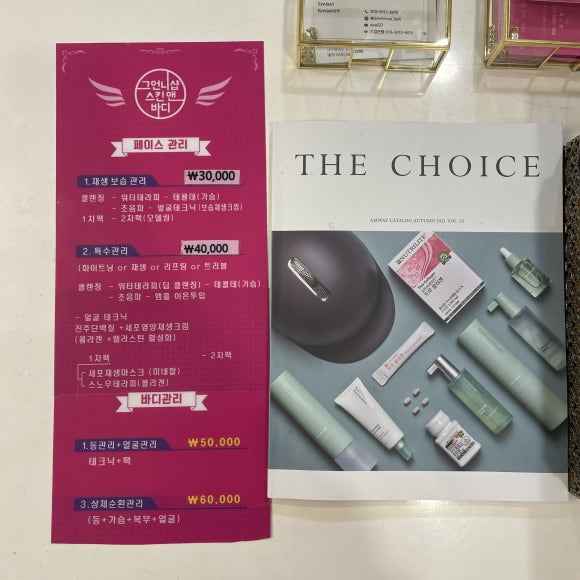 Eyelash
010-5012-6876
그언니샵
스킨앤
바디
페이스 관리
1.재생 보습 관리 ₩30,000
클렌징 - 워터테라피 - 데콜테(가슴)
- 초음파 - 얼굴테크닉(보습재생크림)
1차팩 - 2차팩(모델링)
2. 특수관리 ₩40,000
(화이트닝 or 재생 or 리프팅 or 트러블
클렌징 - 워터테라피(딥 클렌징) - 데콜테(가슴)
- 초음파 - 앰플 이온투입
- 얼굴 테크닉
진주단백질 +세포영양재생크림
(콜라겐 +엘라스틴 활성화)
1차팩 - 2차팩
세포재생마스크 (미네랄)
스노우테라피(콜라겐)
바디관리
1.등관리+얼굴관리 ₩50,000
테크닉+팩
3.상체순환관리 ₩60,000
(등+가슴+복부+얼굴)
THE CHOICE
AMWAY CATALOG AUTUMN 2021 VOL. 55
NUTRILITE